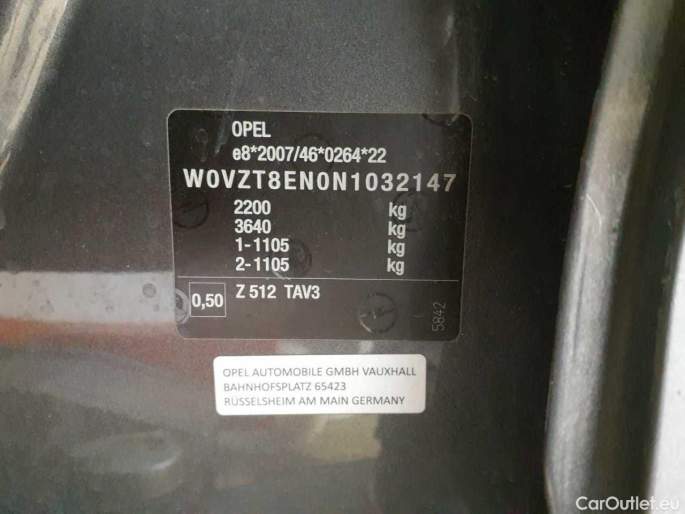 OPEL
e8*2007/46*0264*22
W0VZT8EN0N1032147
2200 kg
3640 kg
1-1105 kg
2-1105 kg
0,50 Z 512 TAV3
5842
OPEL AUTOMOBILE GMBH VAUXHALL
BAHNHOFSPLATZ 65423
RUSSELSHEIM AM MAIN GERMANY
CarOutlet.eu